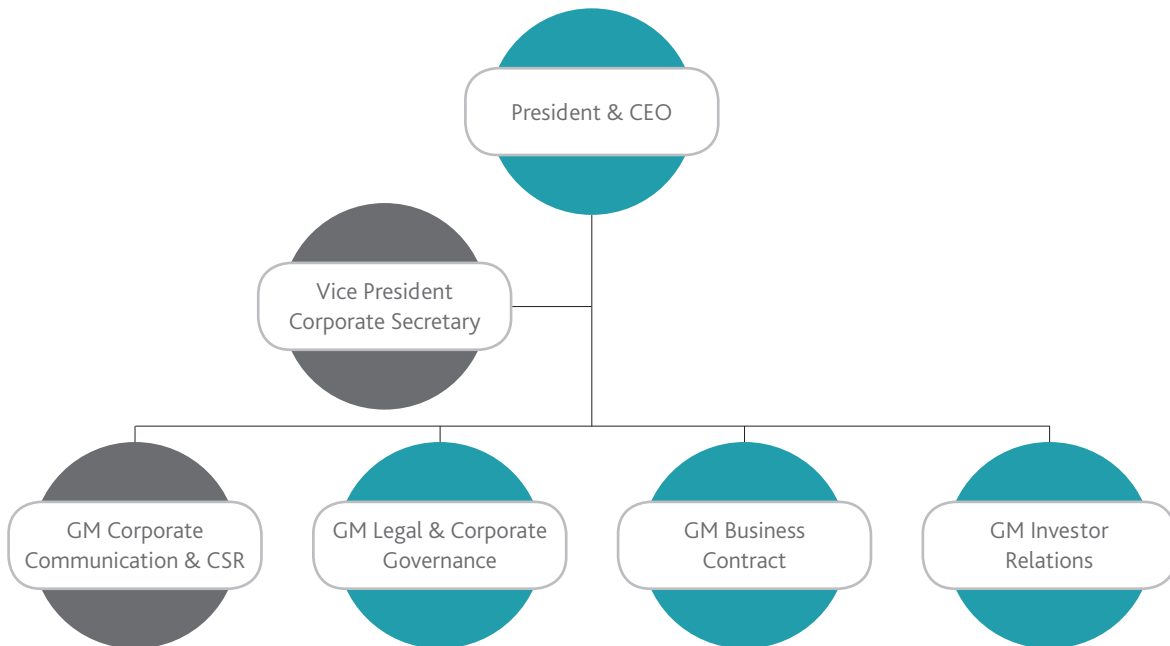 President & CEO
Vice President
Corporate Secretary
GM Corporate
Communication & CSR
GM Legal & Corporate
Governance
GM Business
Contract
GM Investor
Relations